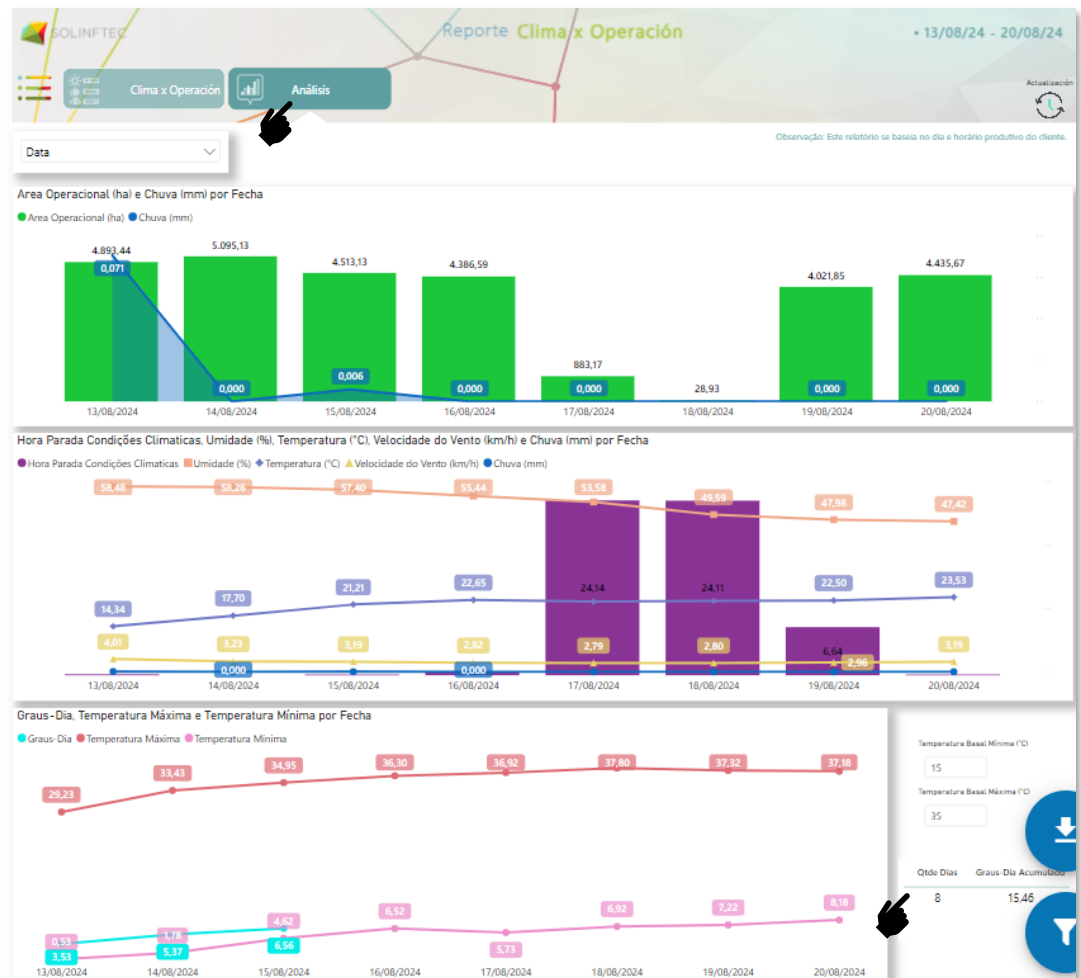 SOLINFTEC
Reporte Clima x Operación
• 13/08/24 - 20/08/24
Clima x Operación
Análisis
Actualización
Observação: Este relatório se baseia no dia e horário produtivo do cliente.
Data
Area Operacional (ha) e Chuva (mm) por Fecha
Area Operacional (ha) Chuva (mm)
4.893,44 5.095,13 4.513,13 4.386,59 883,17 28,93 4.021,85 4.435,67
0,071 0,000 0,006 0,000 0,000 0,000 0,000
13/08/2024 14/08/2024 15/08/2024 16/08/2024 17/08/2024 18/08/2024 19/08/2024 20/08/2024
Hora Parada Condições Climaticas, Umidade (%), Temperatura (°C), Velocidade do Vento (km/h) e Chuva (mm) por Fecha
Hora Parada Condições Climaticas Umidade (%) Temperatura (°C) Velocidade do Vento (km/h) Chuva (mm)
58,48 58,26 57,40 55,44 53,58 49,59 47,98 47,42
14,34 17,70 21,21 22,65 24,14 24,11 22,50 23,53
4,01 3,23 3,19 2,82 2,79 2,80 6,64 2,96 3,19
0,000 0,000
13/08/2024 14/08/2024 15/08/2024 16/08/2024 17/08/2024 18/08/2024 19/08/2024 20/08/2024
Graus-Dia, Temperatura Máxima e Temperatura Mínima por Fecha
Graus-Dia Temperatura Máxima Temperatura Mínima
29,23 33,43 34,95 36,30 36,92 37,80 37,32 37,18
0,53 4,62 6,52 5,73 6,92 7,22 8,18
3,53 5,37 6,56
13/08/2024 14/08/2024 15/08/2024 16/08/2024 17/08/2024 18/08/2024 19/08/2024 20/08/2024
Temperatura Basal Mínima (°C)
15
Temperatura Basal Máxima (°C)
35
Qtde Dias Graus-Dia Acumulado
8 15,46